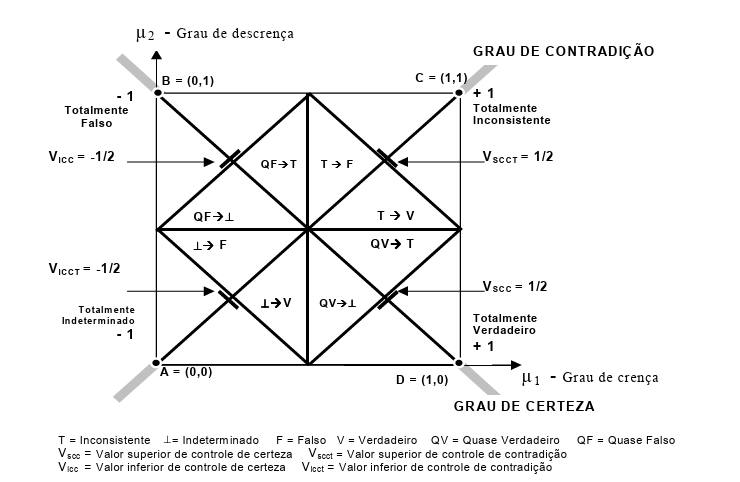 μ2 - Grau de descrença
GRAU DE CONTRADIÇÃO
B = (0,1)
C = (1,1)
- 1
Totalmente
Falso
+ 1
Totalmente
Inconsistente
VICC = -1/2
QF→T
T → F
VSCCT = 1/2
QF→⊥
T → V
⊥→ F
QV→ T
VICCT = -1/2
VSCC = 1/2
⊥→V
QV→⊥
Totalmente
Indeterminado
- 1
Totalmente
Verdadeiro
+ 1
A = (0,0)
D = (1,0)
μ1 - Grau de crença
GRAU DE CERTEZA
T = Inconsistente ⊥= Indeterminado F = Falso V = Verdadeiro QV = Quase Verdadeiro QF = Quase Falso
Vscc = Valor superior de controle de certeza Vscct = Valor superior de controle de contradição
Vicc = Valor inferior de controle de certeza Vicct = Valor inferior de controle de contradição